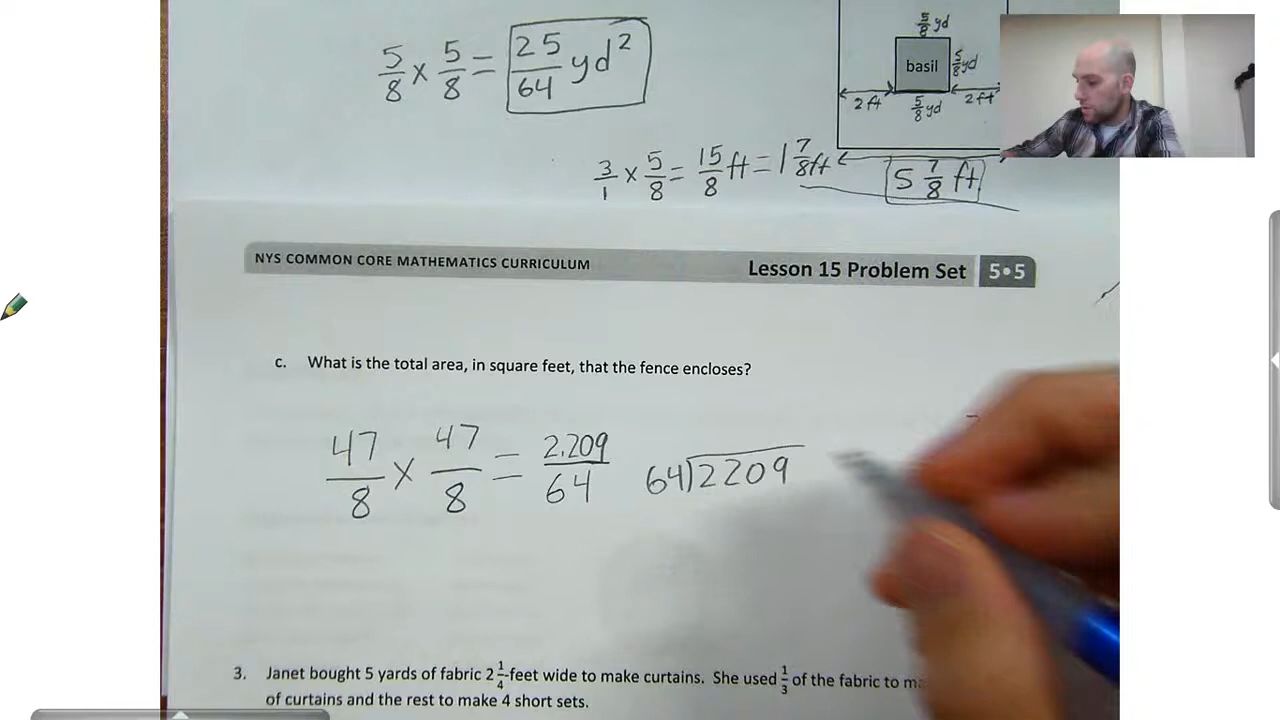 5/8 × 5/8 = 25/64 yd²
5/8 yd
basil
5/8 yd
2 ft
5/8 yd
2 ft
3/1 × 5/8 = 15/8 ft = 1 7/8 ft
5 7/8 ft
NYS COMMON CORE MATHEMATICS CURRICULUM
Lesson 15 Problem Set 5•5
c. What is the total area, in square feet, that the fence encloses?
47/8 × 47/8 = 2,209/64
64)2209
3. Janet bought 5 yards of fabric 2 1/4-feet wide to make curtains. She used 1/3 of the fabric to
of curtains and the rest to make 4 short sets.